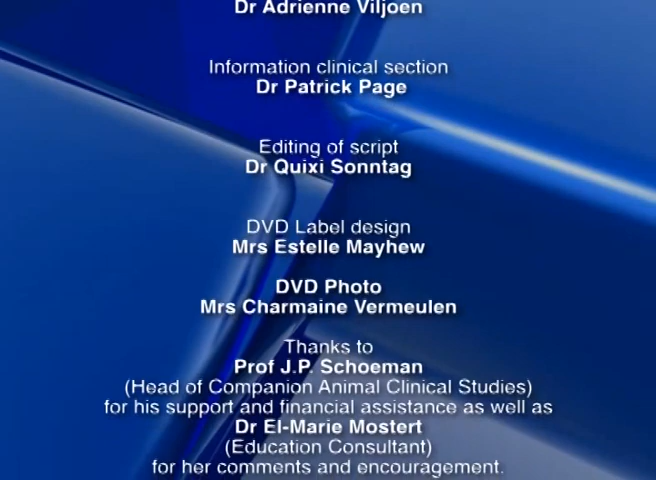 Dr Adrienne Viljoen
Information clinical section
Dr Patrick Page
Editing of script
Dr Quixi Sonntag
DVD Label design
Mrs Estelle Mayhew
DVD Photo
Mrs Charmaine Vermeulen
Thanks to
Prof J.P. Schoeman
(Head of Companion Animal Clinical Studies)
for his support and financial assistance as well as
Dr El-Marie Mostert
(Education Consultant)
for her comments and encouragement.